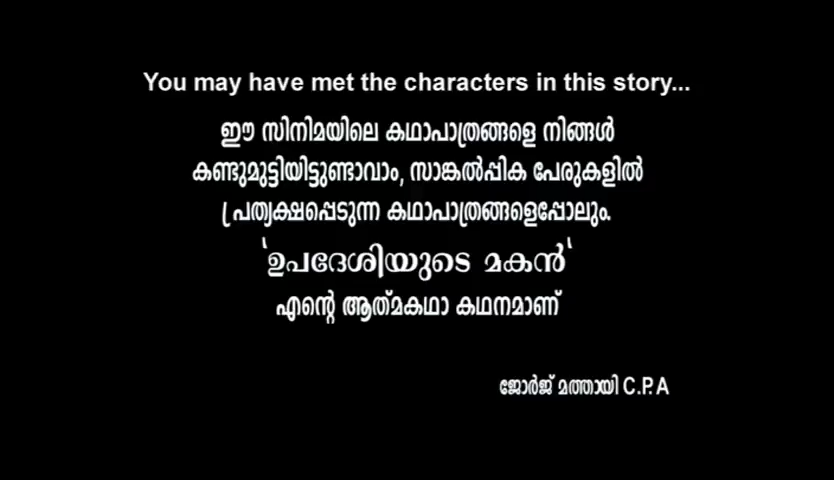 You may have met the characters in this story...
ഈ സിനിമയിലെ കഥാപാത്രങ്ങളെ നിങ്ങൾ
കണ്ടുമുട്ടിയിട്ടുണ്ടാവാം, സാങ്കൽപ്പിക പേരുകളിൽ
പ്രത്യക്ഷപ്പെടുന്ന കഥാപാത്രങ്ങളെപ്പോലും.
'ഉപദേശിയുടെ മകൻ'
എന്റെ ആത്മകഥാ കഥനമാണ്
ജോർജ് മത്തായി C.P.A